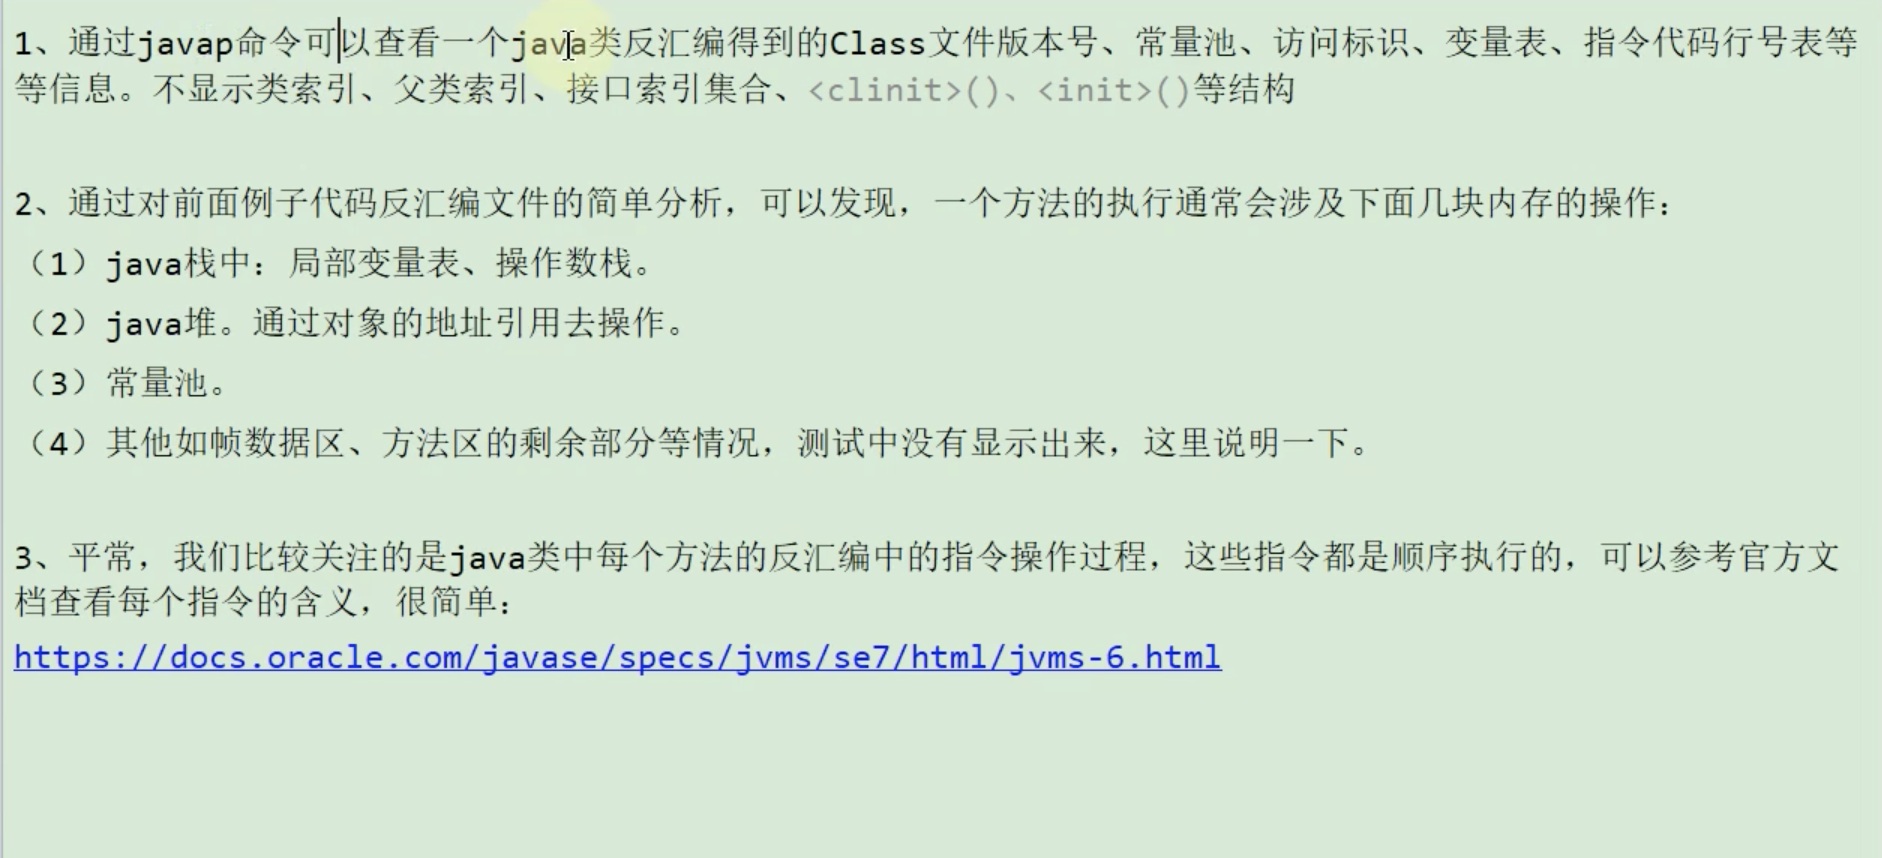 1、通过javap命令可以查看一个java类反汇编得到的Class文件版本号、常量池、访问标识、变量表、指令代码行号表等
等信息。不显示类索引、父类索引、接口索引集合、<clinit>()、<init>()等结构
2、通过对前面例子代码反汇编文件的简单分析，可以发现，一个方法的执行通常会涉及下面几块内存的操作：
（1）java栈中：局部变量表、操作数栈。
（2）java堆。通过对象的地址引用去操作。
（3）常量池。
（4）其他如帧数据区、方法区的剩余部分等情况，测试中没有显示出来，这里说明一下。
3、平常，我们比较关注的是java类中每个方法的反汇编中的指令操作过程，这些指令都是顺序执行的，可以参考官方文
档查看每个指令的含义，很简单：
https://docs.oracle.com/javase/specs/jvms/se7/html/jvms-6.html